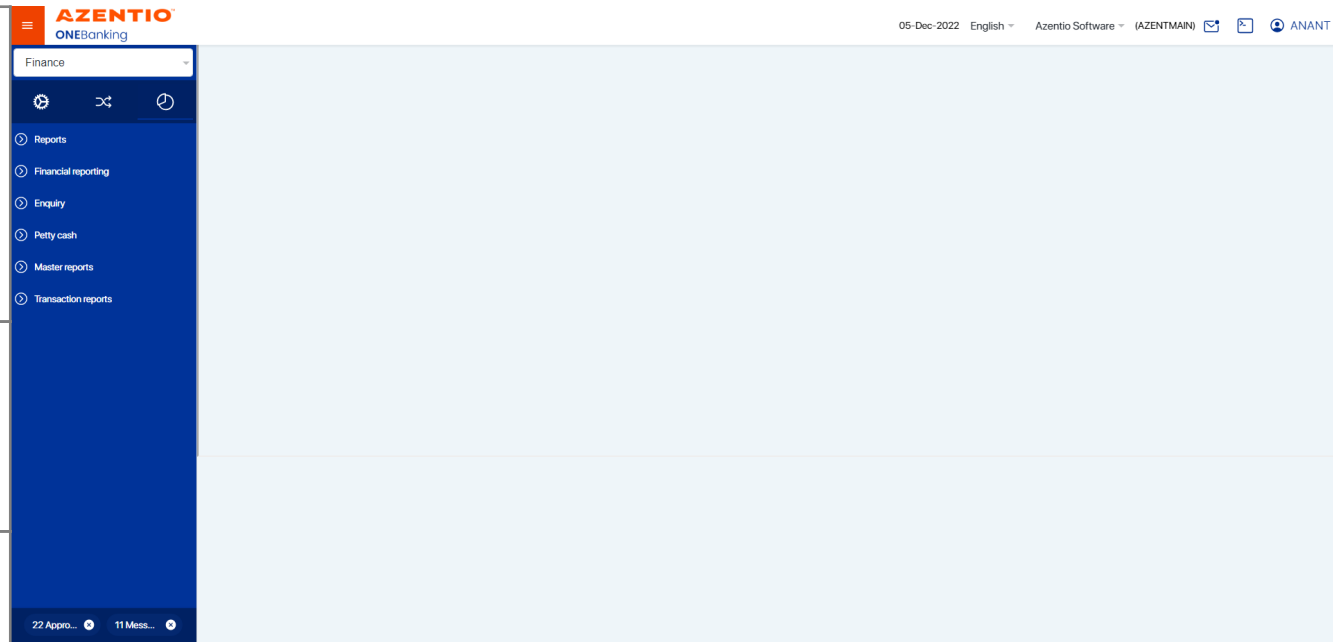 AZENTIO™
ONEBanking
05-Dec-2022 English Azentio Software (AZENTMAIN) ANANT
Finance
Reports
Financial reporting
Enquiry
Petty cash
Master reports
Transaction reports
22 Appro... 11 Mess...